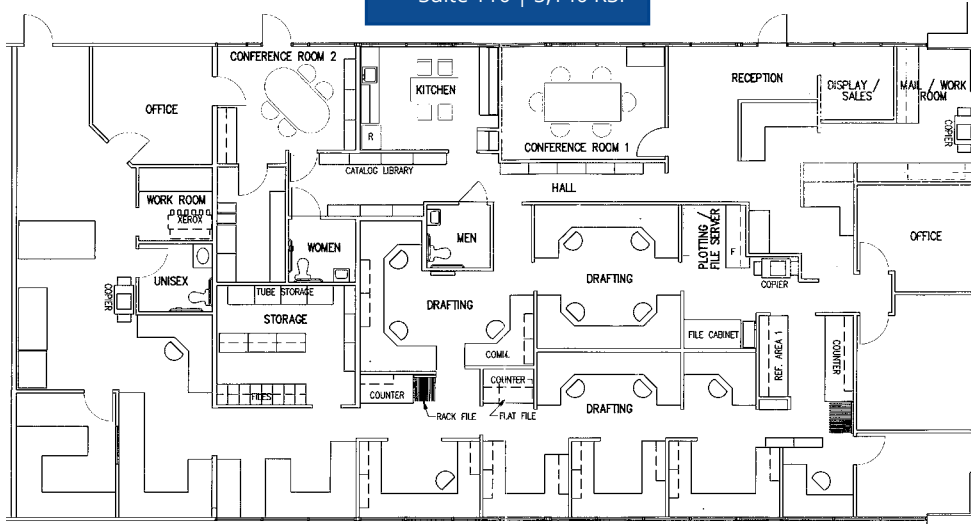 CONFERENCE ROOM 2
OFFICE
KITCHEN
R
CONFERENCE ROOM 1
RECEPTION
DISPLAY /
SALES
MAIL / WORK
ROOM
COPIER
CATALOG LIBRARY
HALL
WORK ROOM
XEROX
WOMEN
MEN
PLOTTING /
FILE SERVER
F
OFFICE
UNISEX
COPIER
TUBE STORAGE
STORAGE
DRAFTING
DRAFTING
COPIER
COMM.
FILE CABINET
REF. AREA 1
COUNTER
FILES
COUNTER
COUNTER
RACK FILE
FLAT FILE
DRAFTING